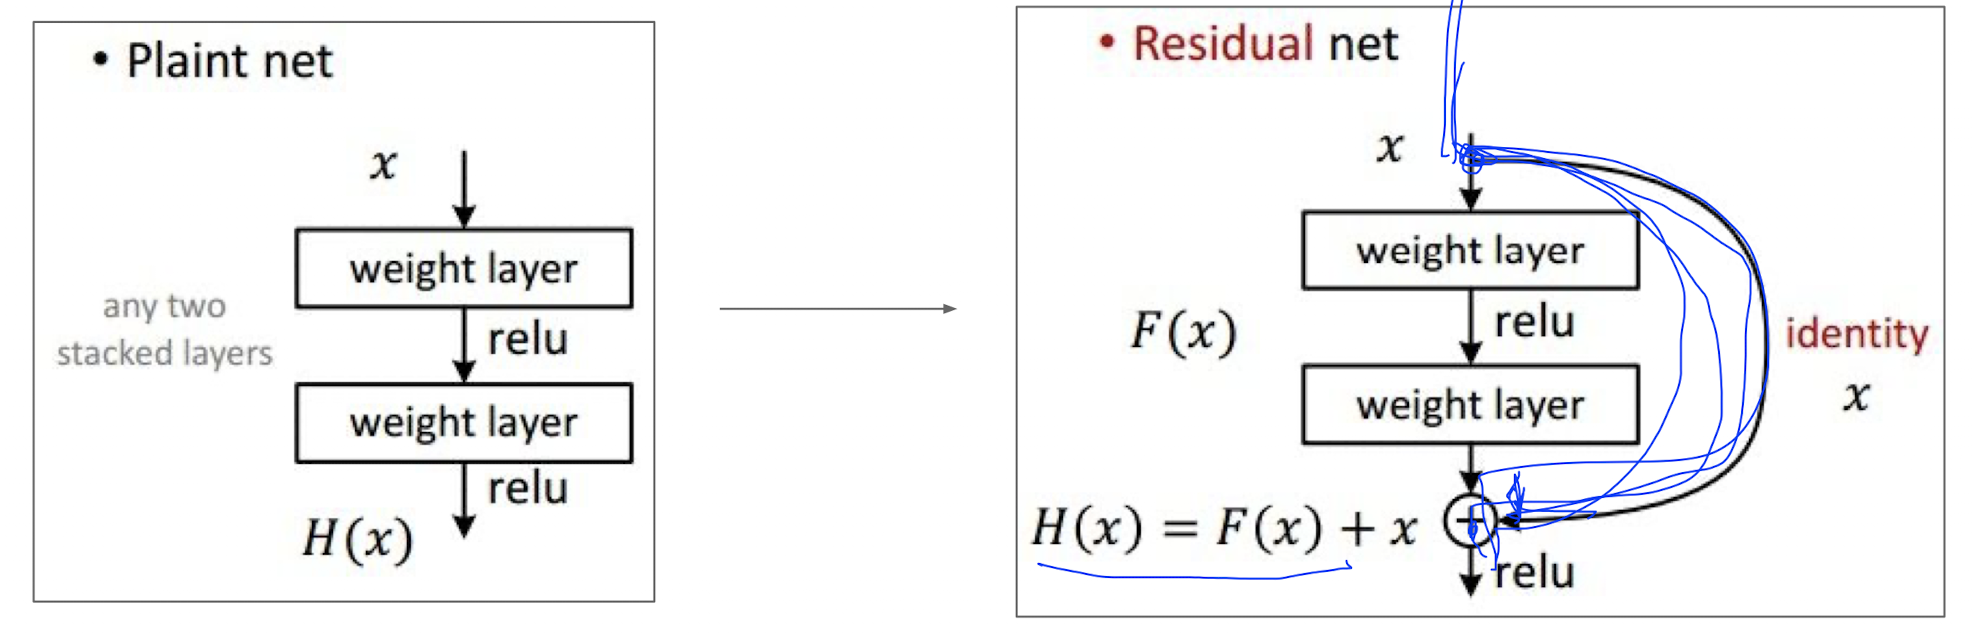 • Plaint net
x
weight layer
any two
stacked layers
relu
weight layer
relu
H(x)
• Residual net
x
weight layer
F(x)
relu
identity
x
weight layer
H(x) = F(x) + x
relu